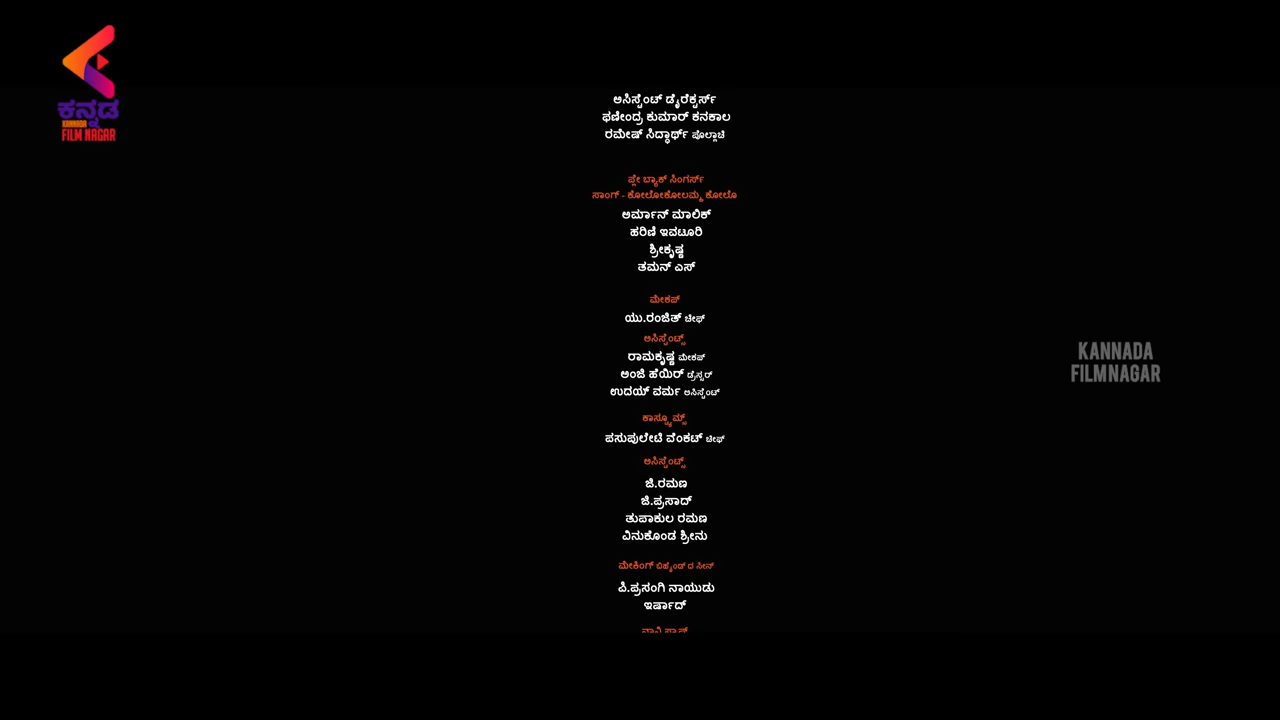 ಕನ್ನಡ
KANNADA
FILM NAGAR
ಅಸಿಸ್ಟೆಂಟ್ ಡೈರೆಕ್ಟರ್ಸ್
ಫಣೀಂದ್ರ ಕುಮಾರ್ ಕನಕಾಲ
ರಮೇಷ್ ಸಿದ್ಧಾರ್ಥ್ ಪೊಲ್ಲಾಚಿ
ಪ್ಲೇ ಬ್ಯಾಕ್ ಸಿಂಗರ್ಸ್
ಸಾಂಗ್ - ಕೋಲೋಕೋಲಮ್ಮ ಕೋಲೊ
ಅರ್ಮಾನ್ ಮಾಲಿಕ್
ಹರಿಣಿ ಇವಟೂರಿ
ಶ್ರೀಕೃಷ್ಣ
ತಮನ್ ಎಸ್
ಮೇಕಪ್
ಯು.ರಂಜಿತ್ ಚೀಫ್
ಅಸಿಸ್ಟೆಂಟ್ಸ್
ರಾಮಕೃಷ್ಣ ಮೇಕಪ್
ಅಂಜಿ ಹೆಯಿರ್ ಡ್ರೆಸ್ಸರ್
ಉದಯ್ ವರ್ಮ ಅಸಿಸ್ಟೆಂಟ್
ಕಾಸ್ಟ್ಯೂಮ್ಸ್
ಪಸುಪುಲೇಟಿ ವೆಂಕಟ್ ಚೀಫ್
ಅಸಿಸ್ಟೆಂಟ್ಸ್
ಜಿ.ರಮಣ
ಜಿ.ಪ್ರಸಾದ್
ತುಪಾಕುಲ ರಮಣ
ವಿನುಕೊಂಡ ಶ್ರೀನು
ಮೇಕಿಂಗ್ ಬಿಹೈಂಡ್ ದ ಸೀನ್
ಪಿ.ಪ್ರಸಂಗಿ ನಾಯುಡು
ಇರ್ಷಾದ್
KANNADA
FILMNAGAR